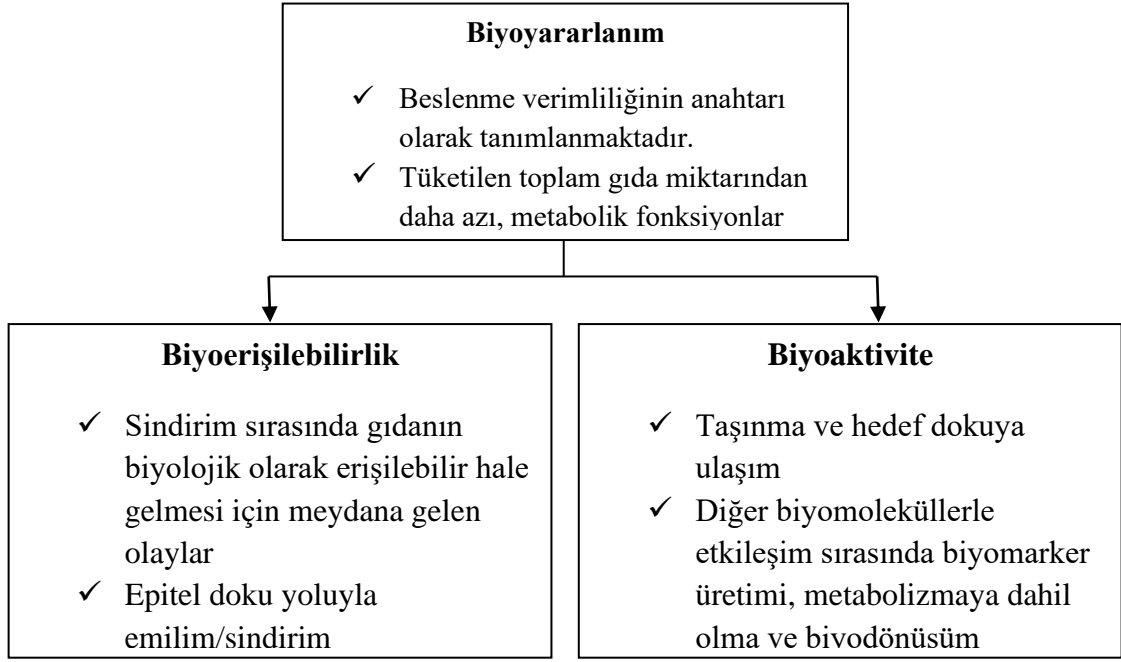 Biyoyararlanım
✓ Beslenme verimliliğinin anahtarı
olarak tanımlanmaktadır.
✓ Tüketilen toplam gıda miktarından
daha azı, metabolik fonksiyonlar
Biyoerişilebilirlik
✓ Sindirim sırasında gıdanın
biyolojik olarak erişilebilir hale
gelmesi için meydana gelen
olaylar
✓ Epitel doku yoluyla
emilim/sindirim
Biyoaktivite
✓ Taşınma ve hedef dokuya
ulaşım
✓ Diğer biyomoleküllerle
etkileşim sırasında biyomarker
üretimi, metabolizmaya dahil
olma ve biyodönüşüm